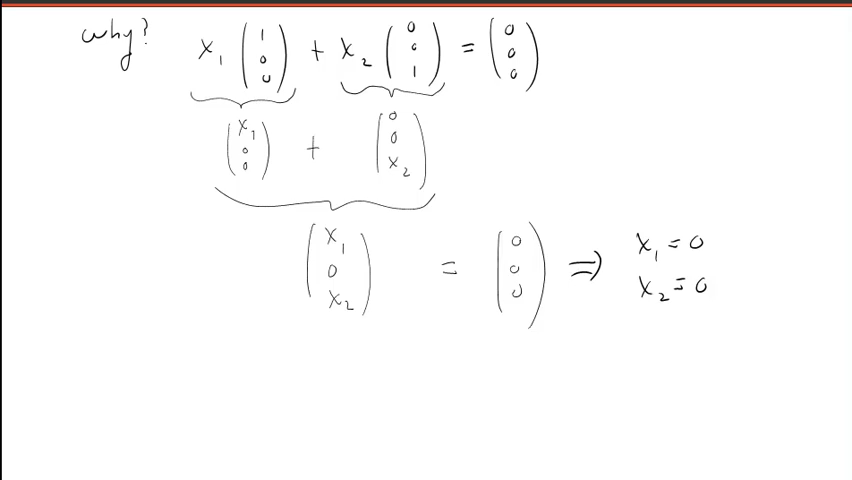 why? x₁ (1 0 0) + x₂ (0 0 1) = (0 0 0)
(x₁ 0 0) + (0 0 x₂)
(x₁ 0 x₂) = (0 0 0) ⇒ x₁ = 0
x₂ = 0